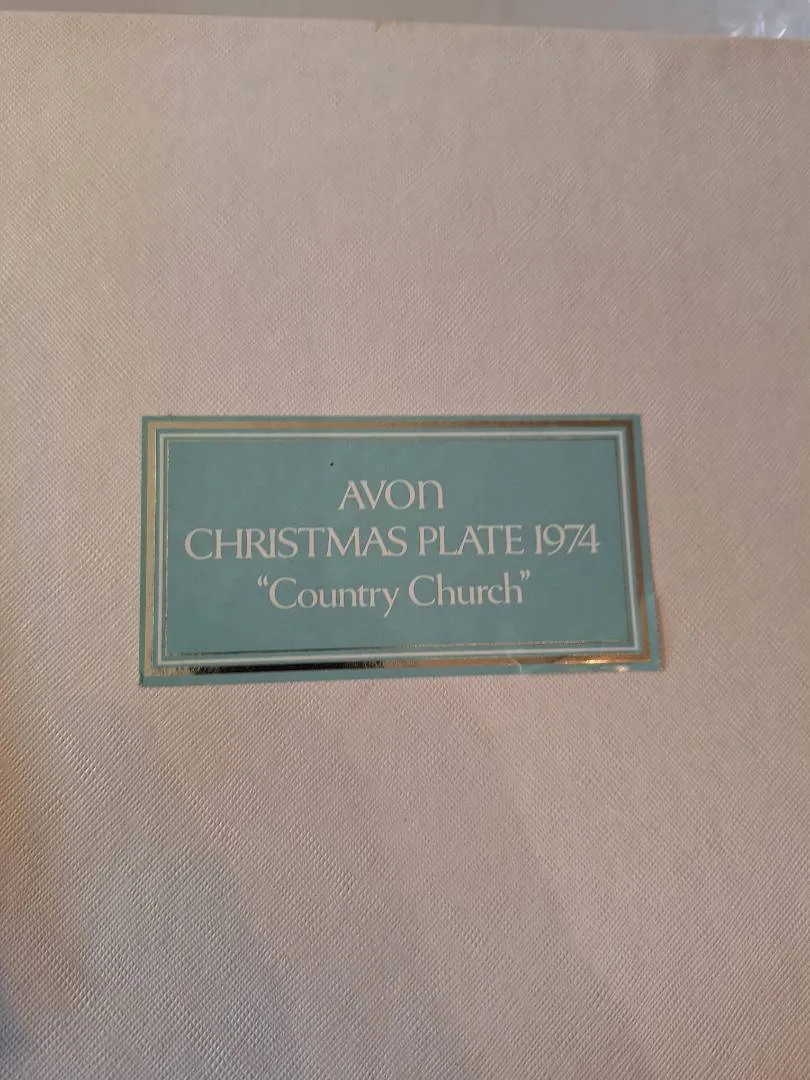 AVON
CHRISTMAS PLATE 1974
“Country Church”